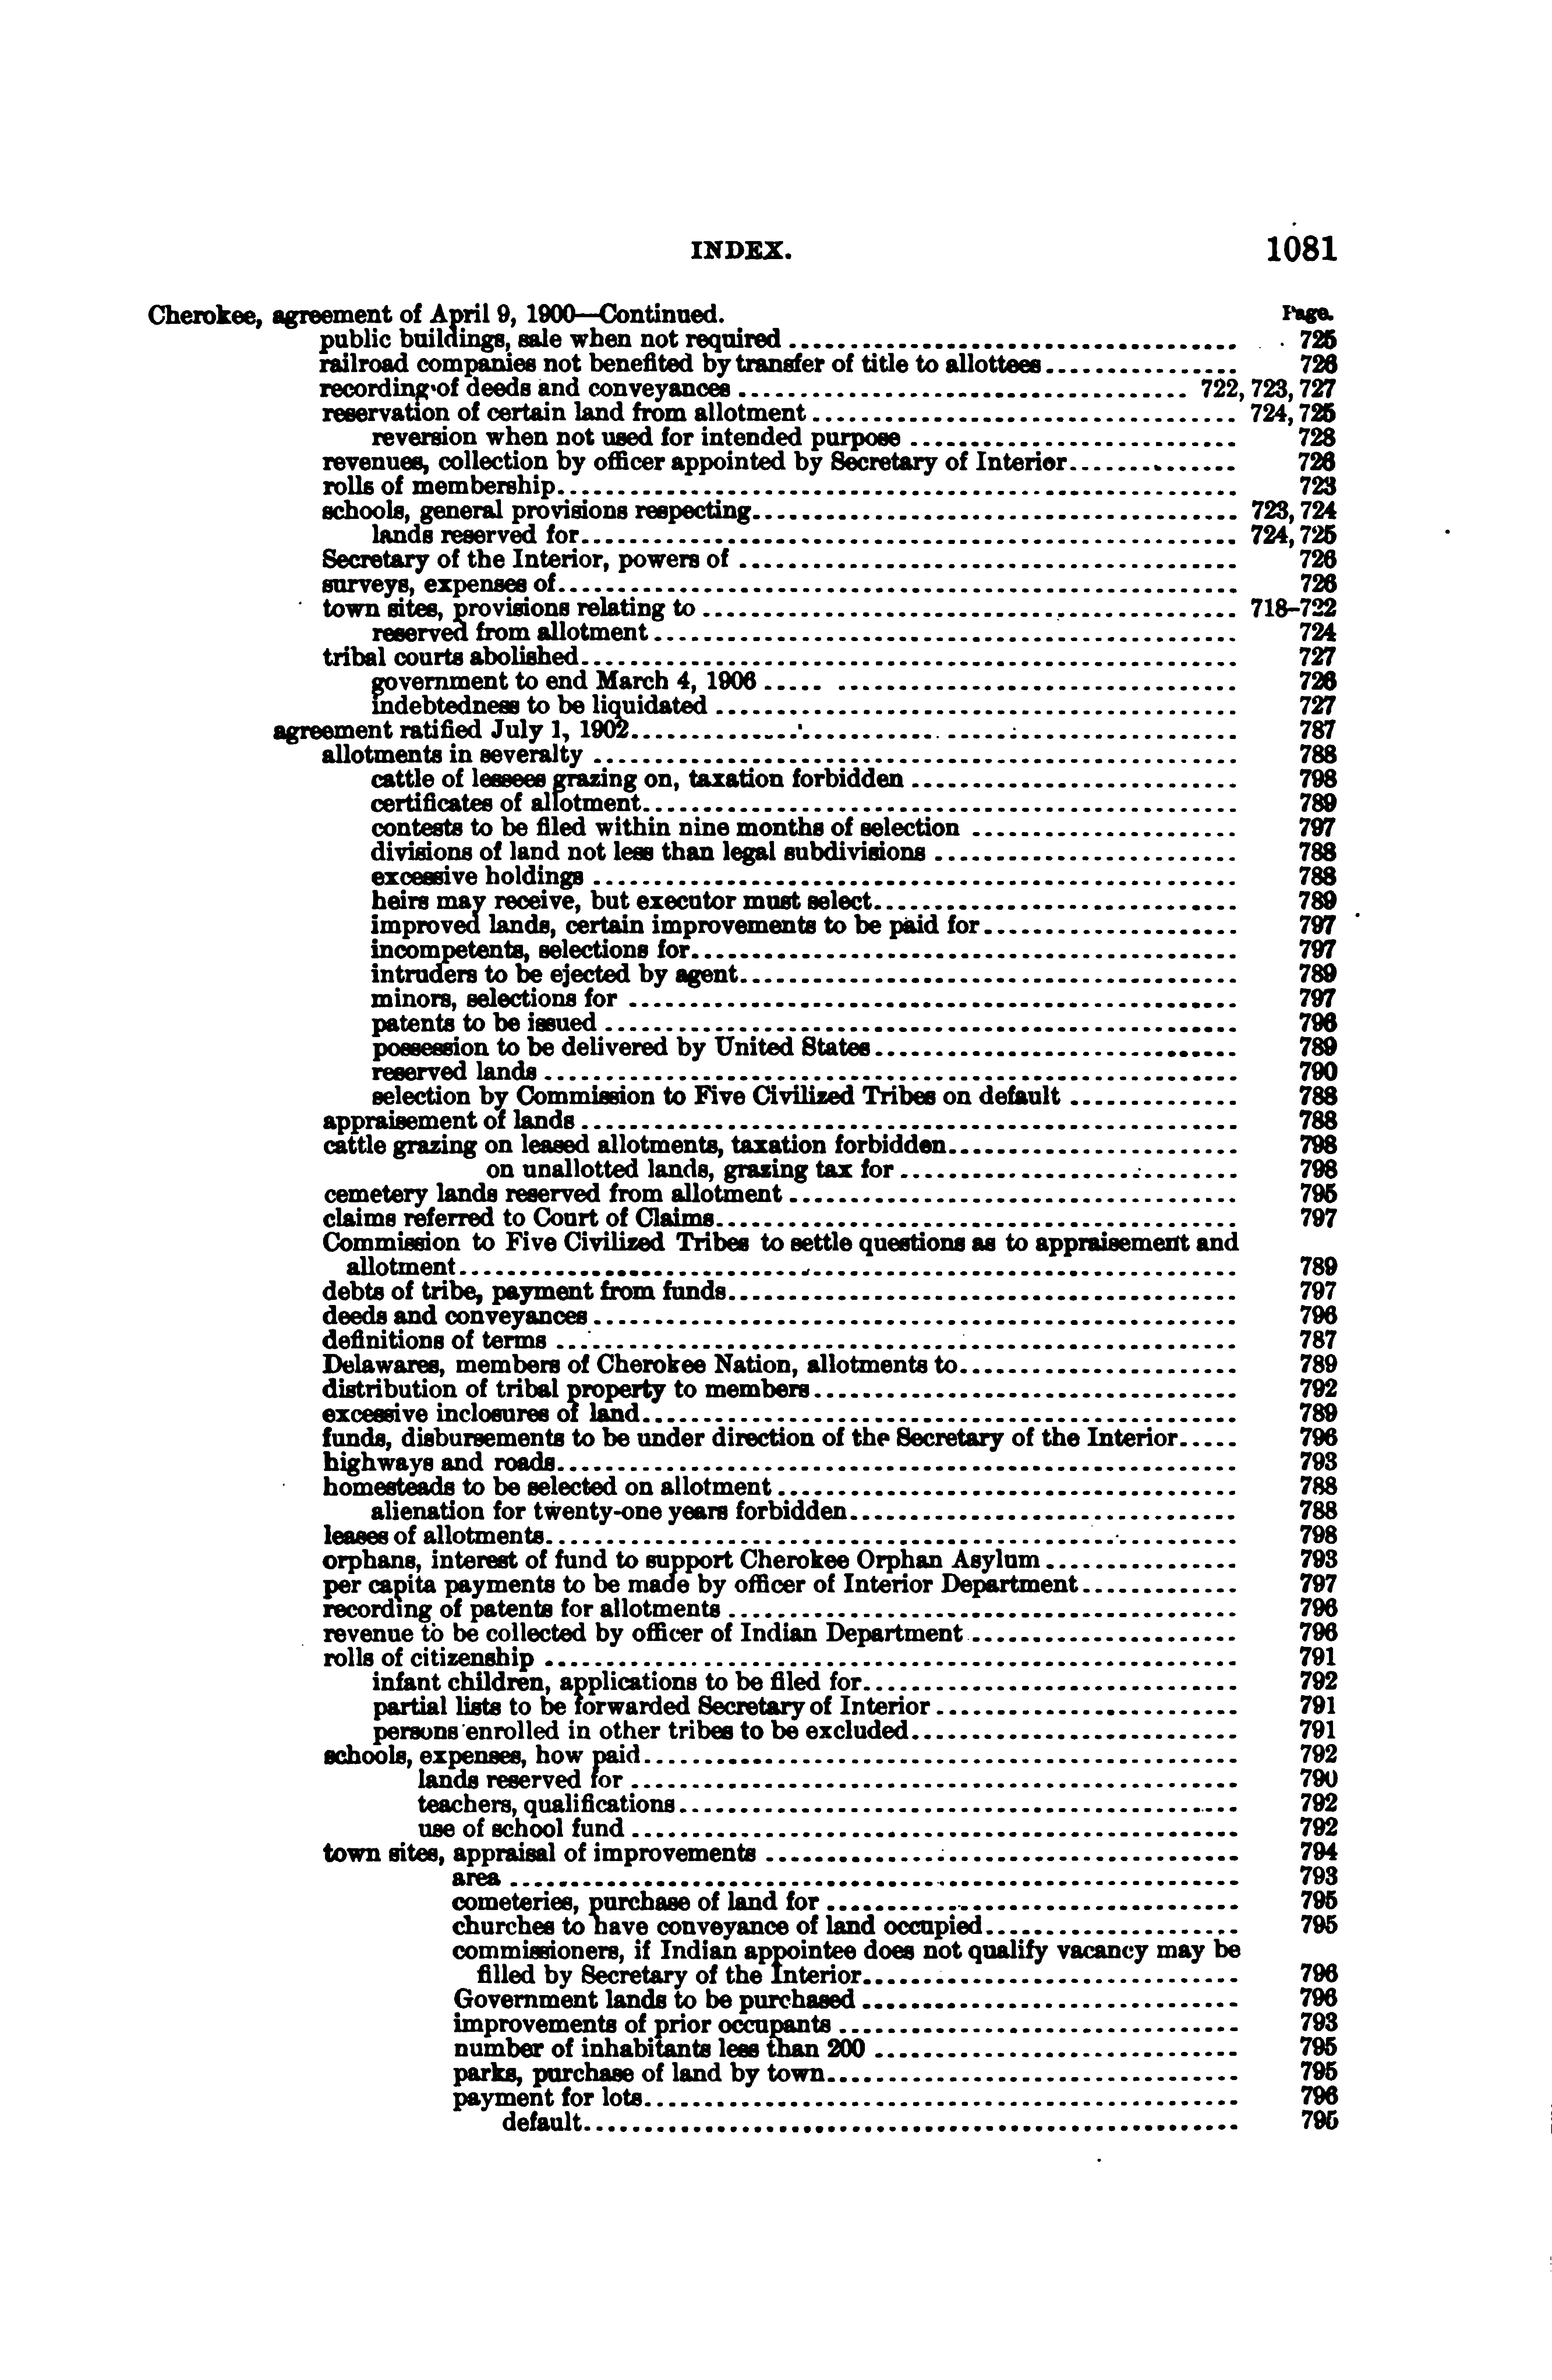 INDEX. 1081
Cherokee, agreement of April 9, 1900—Continued. Page.
public buildings, sale when not required 725
railroad companies not benefited by transfer of title to allottees 726
recording of deeds and conveyances 722, 723, 727
reservation of certain land from allotment 724, 725
reversion when not used for intended purpose 728
revenues, collection by officer appointed by Secretary of Interior 726
rolls of membership 723
schools, general provisions respecting 723, 724
lands reserved for 724, 725
Secretary of the Interior, powers of 726
surveys, expenses of 726
town sites, provisions relating to 718–722
reserved from allotment 724
tribal courts abolished 727
government to end March 4, 1906 726
indebtedness to be liquidated 727
agreement ratified July 1, 1902 787
allotments in severalty 788
cattle of lessees grazing on, taxation forbidden 798
certificates of allotment 789
contests to be filed within nine months of selection 797
divisions of land not less than legal subdivisions 788
excessive holdings 788
heirs may receive, but executor must select 789
improved lands, certain improvements to be paid for 797
incompetents, selections for 797
intruders to be ejected by agent 789
minors, selections for 797
patents to be issued 796
possession to be delivered by United States 789
reserved lands 790
selection by Commission to Five Civilized Tribes on default 788
appraisement of lands 788
cattle grazing on leased allotments, taxation forbidden 798
on unallotted lands, grazing tax for 798
cemetery lands reserved from allotment 795
claims referred to Court of Claims 797
Commission to Five Civilized Tribes to settle questions as to appraisement and
allotment 789
debts of tribe, payment from funds 797
deeds and conveyances 796
definitions of terms 787
Delawares, members of Cherokee Nation, allotments to 789
distribution of tribal property to members 792
excessive inclosures of land 789
funds, disbursements to be under direction of the Secretary of the Interior 796
highways and roads 793
homesteads to be selected on allotment 788
alienation for twenty-one years forbidden 788
leases of allotments 798
orphans, interest of fund to support Cherokee Orphan Asylum 793
per capita payments to be made by officer of Interior Department 797
recording of patents for allotments 796
revenue to be collected by officer of Indian Department 796
rolls of citizenship 791
infant children, applications to be filed for 792
partial lists to be forwarded Secretary of Interior 791
persons enrolled in other tribes to be excluded 791
schools, expenses, how paid 792
lands reserved for 790
teachers, qualifications 792
use of school fund 792
town sites, appraisal of improvements 794
area 793
cometeries, purchase of land for 795
churches to have conveyance of land occupied 795
commissioners, if Indian appointee does not qualify vacancy may be
filled by Secretary of the Interior 796
Government lands to be purchased 796
improvements of prior occupants 793
number of inhabitants less than 200 795
parks, purchase of land by town 795
payment for lots 796
default 795